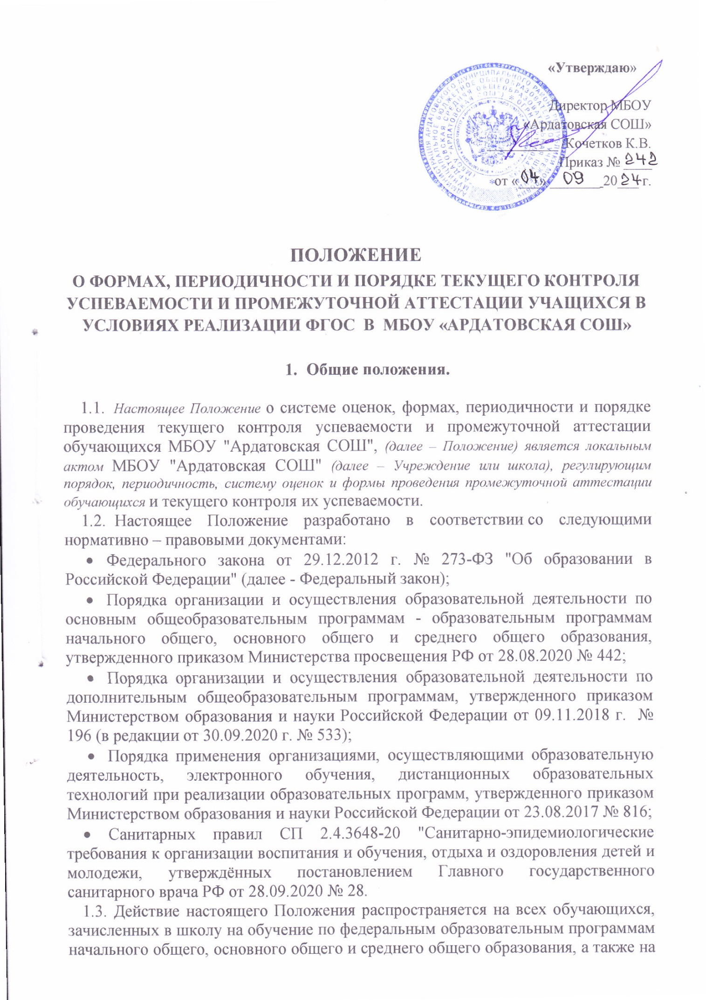 «Утверждаю»
Директор МБОУ
«Ардатовская СОШ»
Кочетков К.В.
Приказ № 242
от «04» 09 2024 г.
ПОЛОЖЕНИЕ
О ФОРМАХ, ПЕРИОДИЧНОСТИ И ПОРЯДКЕ ТЕКУЩЕГО КОНТРОЛЯ
УСПЕВАЕМОСТИ И ПРОМЕЖУТОЧНОЙ АТТЕСТАЦИИ УЧАЩИХСЯ В
УСЛОВИЯХ РЕАЛИЗАЦИИ ФГОС В МБОУ «АРДАТОВСКАЯ СОШ»
1. Общие положения.
1.1. Настоящее Положение о системе оценок, формах, периодичности и порядке
проведения текущего контроля успеваемости и промежуточной аттестации
обучающихся МБОУ "Ардатовская СОШ", (далее – Положение) является локальным
актом МБОУ "Ардатовская СОШ" (далее – Учреждение или школа), регулирующим
порядок, периодичность, систему оценок и формы проведения промежуточной аттестации
обучающихся и текущего контроля их успеваемости.
1.2. Настоящее Положение разработано в соответствии со следующими
нормативно – правовыми документами:
• Федерального закона от 29.12.2012 г. № 273-ФЗ "Об образовании в
Российской Федерации" (далее - Федеральный закон);
• Порядка организации и осуществления образовательной деятельности по
основным общеобразовательным программам - образовательным программам
начального общего, основного общего и среднего общего образования,
утвержденного приказом Министерства просвещения РФ от 28.08.2020 № 442;
• Порядка организации и осуществления образовательной деятельности по
дополнительным общеобразовательным программам, утвержденного приказом
Министерством образования и науки Российской Федерации от 09.11.2018 г. №
196 (в редакции от 30.09.2020 г. № 533);
• Порядка применения организациями, осуществляющими образовательную
деятельность, электронного обучения, дистанционных образовательных
технологий при реализации образовательных программ, утвержденного приказом
Министерством образования и науки Российской Федерации от 23.08.2017 № 816;
• Санитарных правил СП 2.4.3648-20 "Санитарно-эпидемиологические
требования к организации воспитания и обучения, отдыха и оздоровления детей и
молодежи, утверждённых постановлением Главного государственного
санитарного врача РФ от 28.09.2020 № 28.
1.3. Действие настоящего Положения распространяется на всех обучающихся,
зачисленных в школу на обучение по федеральным образовательным программам
начального общего, основного общего и среднего общего образования, а также на